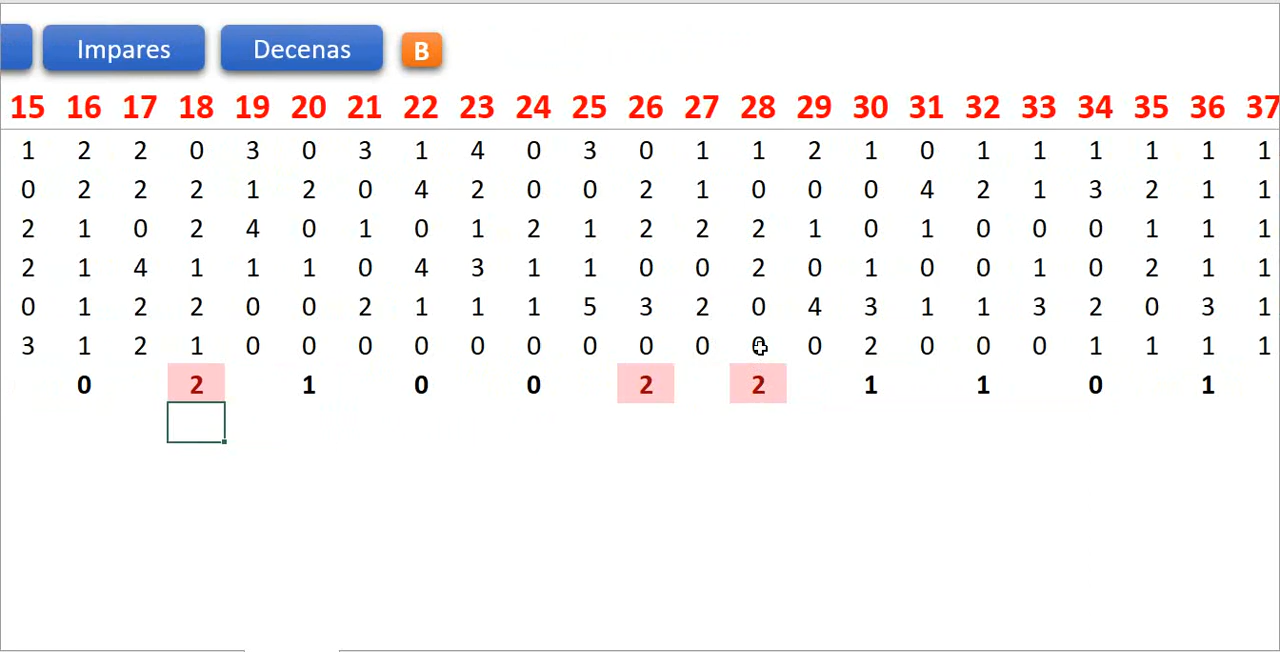 Impares Decenas B
15 16 17 18 19 20 21 22 23 24 25 26 27 28 29 30 31 32 33 34 35 36 37
1 2 2 0 3 0 3 1 4 0 3 0 1 1 2 1 0 1 1 1 1 1 1
0 2 2 2 1 2 0 4 2 0 0 2 1 0 0 0 4 2 1 3 2 1 1
2 1 0 2 4 0 1 0 1 2 1 2 2 2 1 0 1 0 0 0 1 1 1
2 1 4 1 1 1 0 4 3 1 1 0 0 2 0 1 0 0 1 0 2 1 1
0 1 2 2 0 0 2 1 1 1 5 3 2 0 4 3 1 1 3 2 0 3 1
3 1 2 1 0 0 0 0 0 0 0 0 0 0 0 2 0 0 0 1 1 1 1
0 2 1 0 0 2 2 1 1 0 1